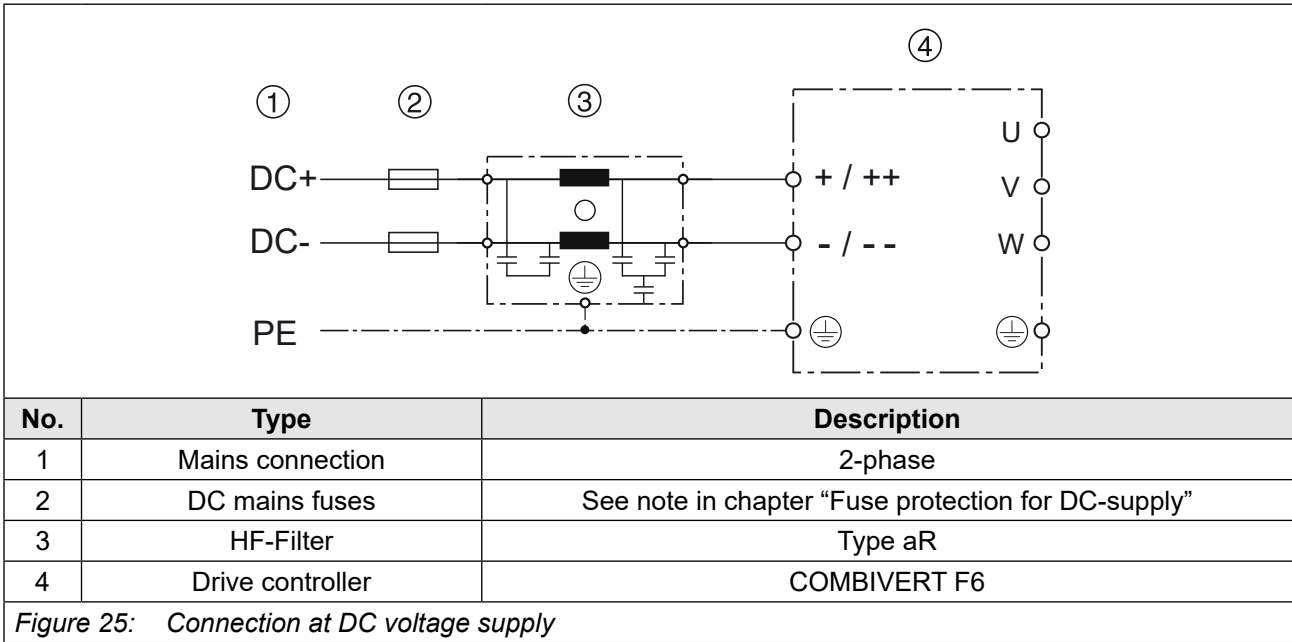 ④
① ② ③
U
DC+ + / ++
V
DC- - / - -
W
PE
No. Type Description
1 Mains connection 2-phase
2 DC mains fuses See note in chapter “Fuse protection for DC-supply”
3 HF-Filter Type aR
4 Drive controller COMBIVERT F6
Figure 25: Connection at DC voltage supply